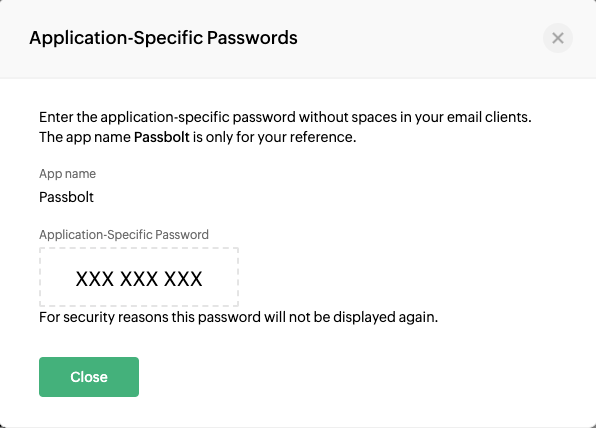 Application-Specific Passwords
Enter the application-specific password without spaces in your email clients.
The app name Passbolt is only for your reference.
App name
Passbolt
Application-Specific Password
XXX XXX XXX
For security reasons this password will not be displayed again.
Close